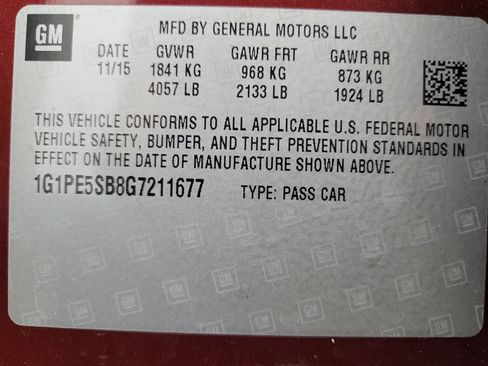 GM
MFD BY GENERAL MOTORS LLC
DATE GVWR GAWR FRT GAWR RR
11/15 1841 KG 968 KG 873 KG
4057 LB 2133 LB 1924 LB
THIS VEHICLE CONFORMS TO ALL APPLICABLE U.S. FEDERAL MOTOR
VEHICLE SAFETY, BUMPER, AND THEFT PREVENTION STANDARDS IN
EFFECT ON THE DATE OF MANUFACTURE SHOWN ABOVE.
1G1PE5SB8G7211677 TYPE: PASS CAR